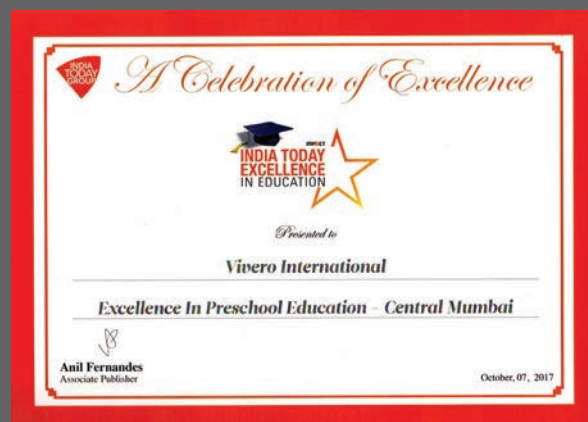 INDIA
TODAY
GROUP
A Celebration of Excellence
IMPACT
INDIA TODAY
EXCELLENCE
IN EDUCATION
Presented to
Vivero International
Excellence In Preschool Education - Central Mumbai
Anil Fernandes
Associate Publisher
October, 07, 2017